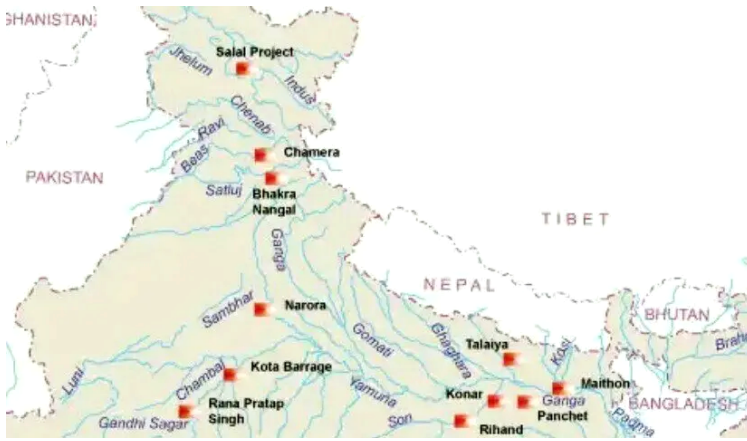 GHANISTAN
Salal Project
Jhelum
Indus
Chenab
Ravi
Beas
Chamera
PAKISTAN
Satluj
Bhakra
Nangal
TIBET
Ganga
NEPAL
Sambhar
Narora
BHUTAN
Gomati
Ghaghara
Talaiya
Kosi
Brahm
Luni
Chambal
Kota Barrage
Yamuna
Maithon
Konar
Ganga
BANGLADESH
Rana Pratap
Singh
Panchet
Padma
Gandhi Sagar
Son
Rihand